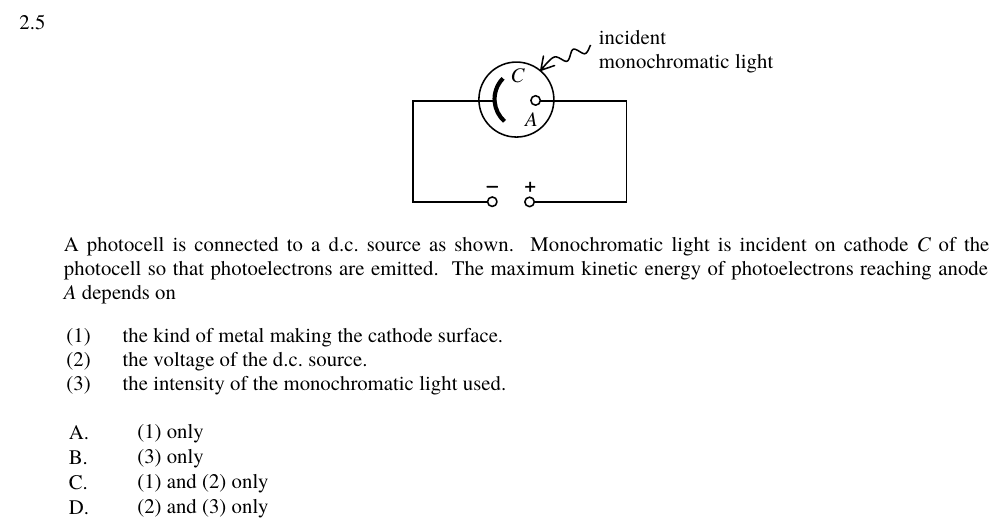 2.5
incident
monochromatic light
C
A
− +
A photocell is connected to a d.c. source as shown. Monochromatic light is incident on cathode C of the
photocell so that photoelectrons are emitted. The maximum kinetic energy of photoelectrons reaching anode
A depends on
(1) the kind of metal making the cathode surface.
(2) the voltage of the d.c. source.
(3) the intensity of the monochromatic light used.
A. (1) only
B. (3) only
C. (1) and (2) only
D. (2) and (3) only